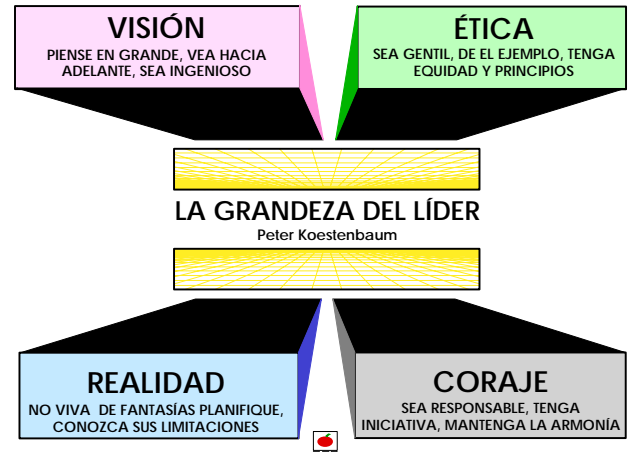 VISIÓN
PIENSE EN GRANDE, VEA HACIA
ADELANTE, SEA INGENIOSO
ÉTICA
SEA GENTIL, DE EL EJEMPLO, TENGA
EQUIDAD Y PRINCIPIOS
LA GRANDEZA DEL LÍDER
Peter Koestenbaum
REALIDAD
NO VIVA DE FANTASÍAS PLANIFIQUE,
CONOZCA SUS LIMITACIONES
CORAJE
SEA RESPONSABLE, TENGA
INICIATIVA, MANTENGA LA ARMONÍA